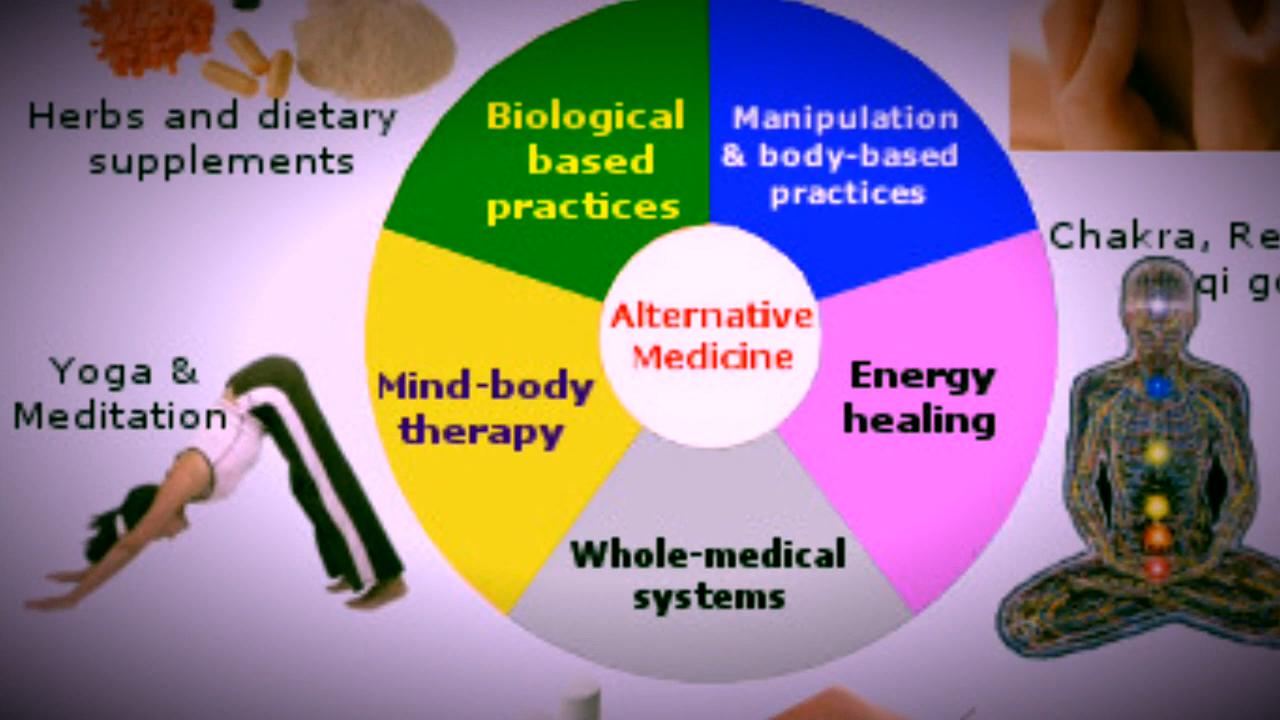 Herbs and dietary
supplements
Biological
based
practices
Manipulation
& body-based
practices
Chakra,
qi
Alternative
Medicine
Yoga &
Meditation
Mind-body
therapy
Energy
healing
Whole-medical
systems